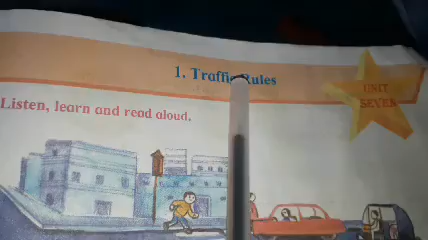 1. Traffic Rules
UNIT
SEVEN
Listen, learn and read aloud.